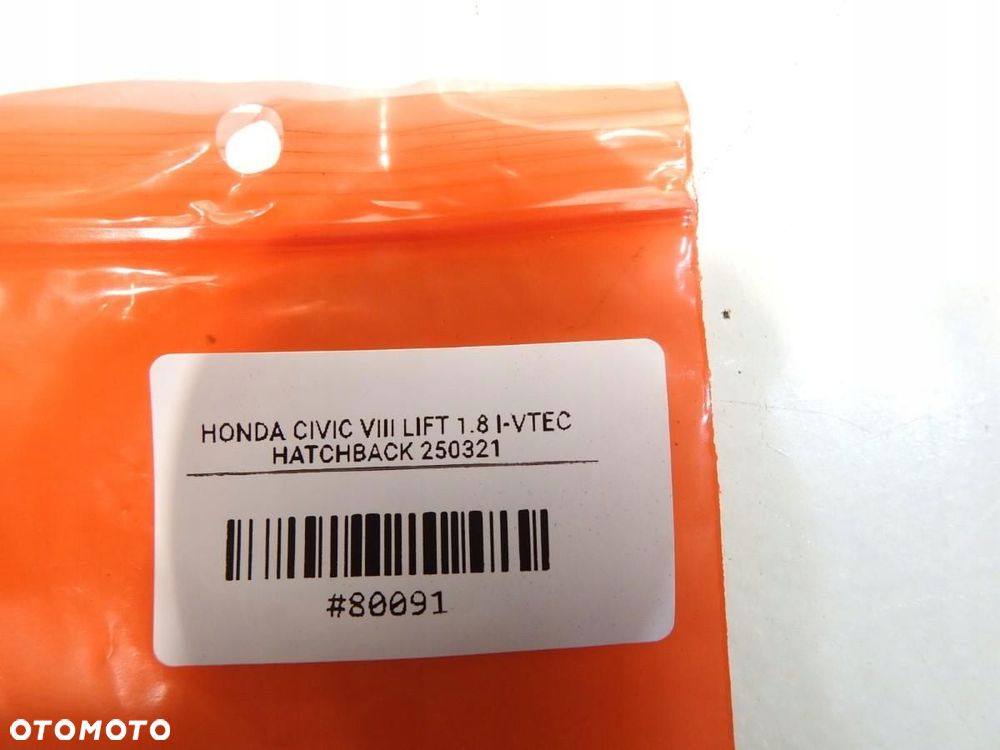 HONDA CIVIC VIII LIFT 1.8 I-VTEC
HATCHBACK 250321
#80091
OTOMOTO